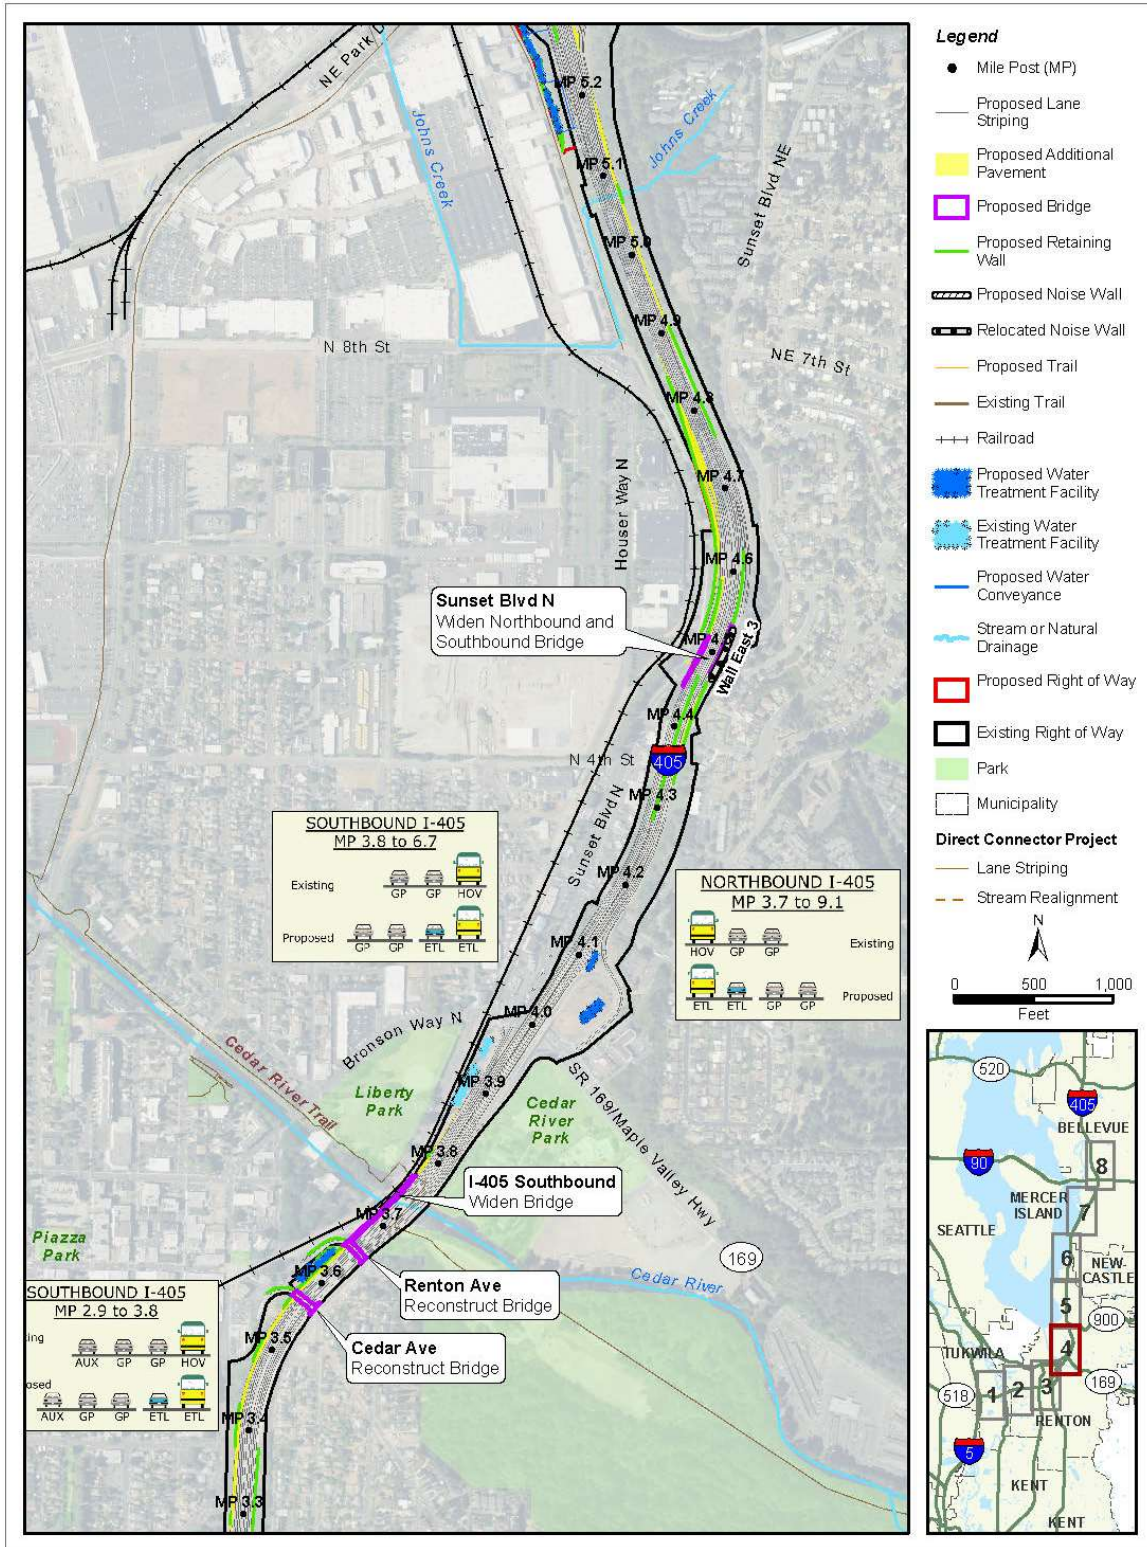 NE Park D
MP 5.2
Johns Creek
Johns Creek
MP 5.1
Sunset Blvd NE
MP 5.0
MP 4.9
N 8th St
NE 7th St
MP 4.8
MP 4.7
Houser Way N
MP 4.6
Sunset Blvd N
Widen Northbound and
Southbound Bridge
MP 4.5
Wall East 3
MP 4.4
N 4th St
405
MP 4.3
Sunset Blvd N
MP 4.2
SOUTHBOUND I-405
MP 3.8 to 6.7
Existing
GP GP HOV
Proposed
GP GP ETL ETL
NORTHBOUND I-405
MP 3.7 to 9.1
Existing
HOV GP GP
Proposed
ETL ETL GP GP
MP 4.1
MP 4.0
Bronson Way N
Cedar River Trail
MP 3.9
Liberty
Park
Cedar
River
Park
SR 169/Maple Valley Hwy
MP 3.8
I-405 Southbound
Widen Bridge
MP 3.7
Piazza
Park
169
Cedar River
MP 3.6
Renton Ave
Reconstruct Bridge
SOUTHBOUND I-405
MP 2.9 to 3.8
ing
AUX GP GP HOV
osed
AUX GP GP ETL ETL
MP 3.5
Cedar Ave
Reconstruct Bridge
MP 3.4
MP 3.3
Legend
Mile Post (MP)
Proposed Lane
Striping
Proposed Additional
Pavement
Proposed Bridge
Proposed Retaining
Wall
Proposed Noise Wall
Relocated Noise Wall
Proposed Trail
Existing Trail
Railroad
Proposed Water
Treatment Facility
Existing Water
Treatment Facility
Proposed Water
Conveyance
Stream or Natural
Drainage
Proposed Right of Way
Existing Right of Way
Park
Municipality
Direct Connector Project
Lane Striping
Stream Realignment
N
0 500 1,000
Feet
520
405
BELLEVUE
90
8
MERCER
ISLAND
7
SEATTLE
6
NEW-
CASTLE
5
900
4
TUKWILA
169
518
1
2
3
RENTON
5
KENT
KENT